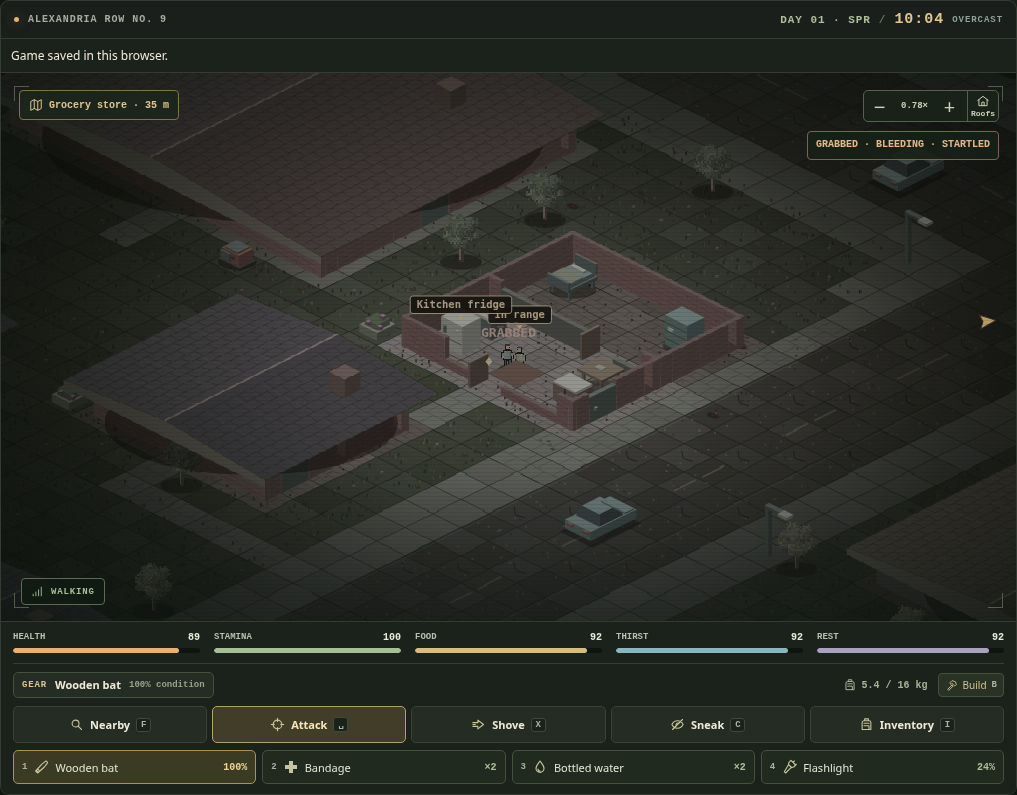 ALEXANDRIA ROW NO. 9
DAY 01 · SPR / 10:04 OVERCAST
Game saved in this browser.
Grocery store · 35 m
− 0.78× + Roofs
GRABBED · BLEEDING · STARTLED
Kitchen fridge
In range
GRABBED
WALKING
HEALTH 89 STAMINA 100 FOOD 92 THIRST 92 REST 92
GEAR Wooden bat 100% condition 5.4 / 16 kg Build B
Nearby F Attack ␣ Shove X Sneak C Inventory I
1 Wooden bat 100% 2 Bandage ×2 3 Bottled water ×2 4 Flashlight 24%